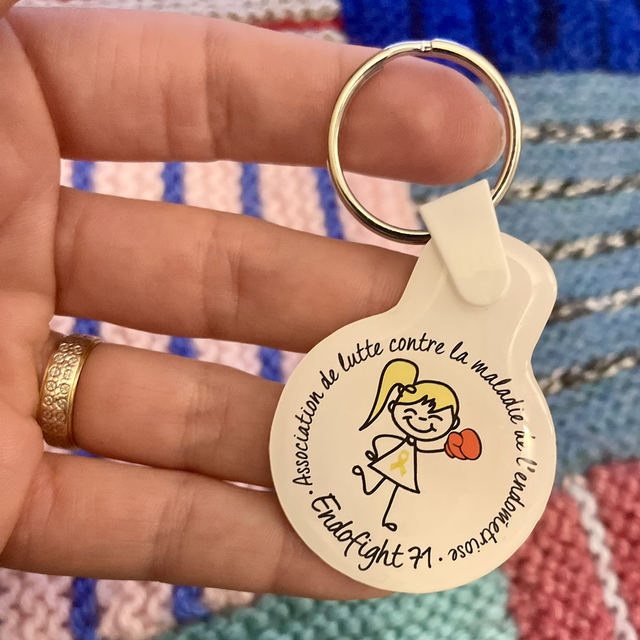 · Association de lutte contre la maladie de l'endométriose ·
Endofight 71